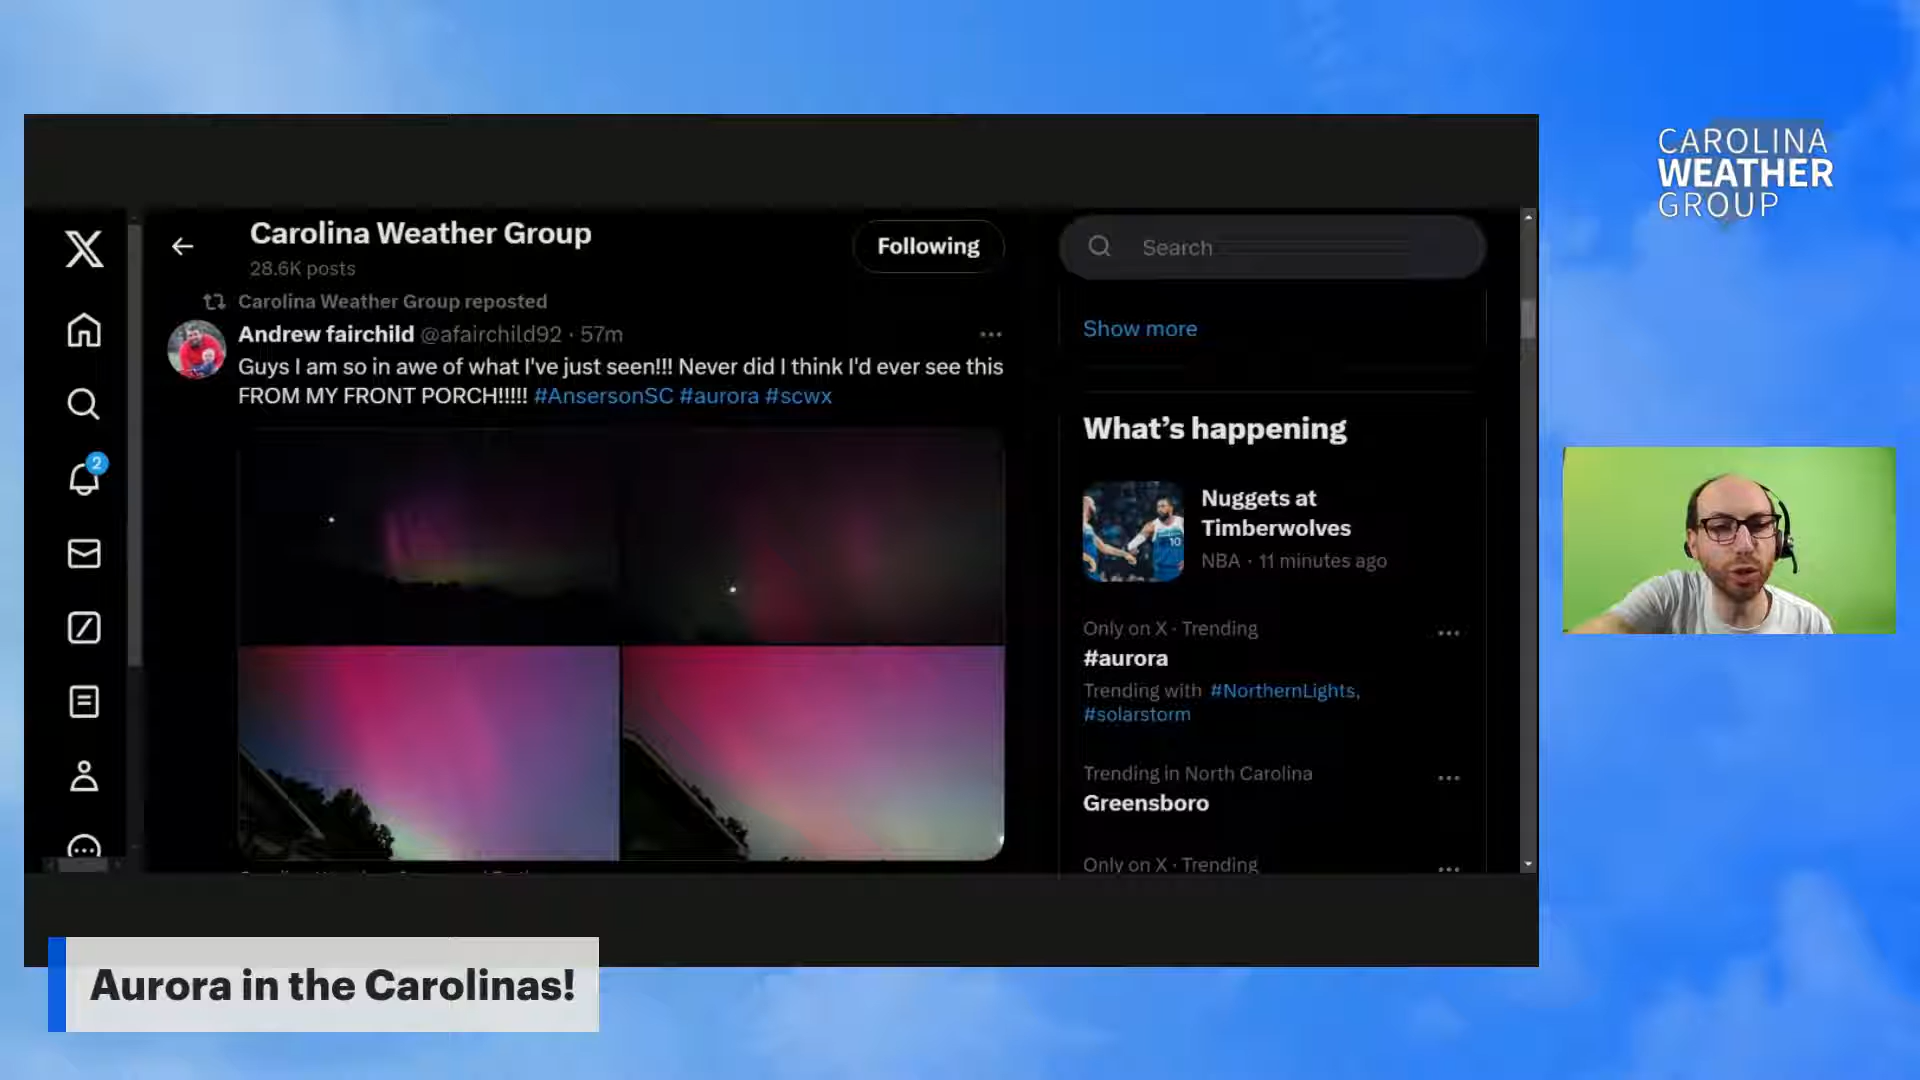 CAROLINA
WEATHER
GROUP
Carolina Weather Group
28.6K posts
Following
Search
Carolina Weather Group reposted
Andrew fairchild @afairchild92 · 57m
Guys I am so in awe of what I've just seen!!! Never did I think I'd ever see this
FROM MY FRONT PORCH!!!!! #AnsersonSC #aurora #scwx
2
Show more
What's happening
Nuggets at
Timberwolves
NBA · 11 minutes ago
10
Only on X · Trending
#aurora
Trending with #NorthernLights,
#solarstorm
Trending in North Carolina
Greensboro
Only on X · Trending
Aurora in the Carolinas!